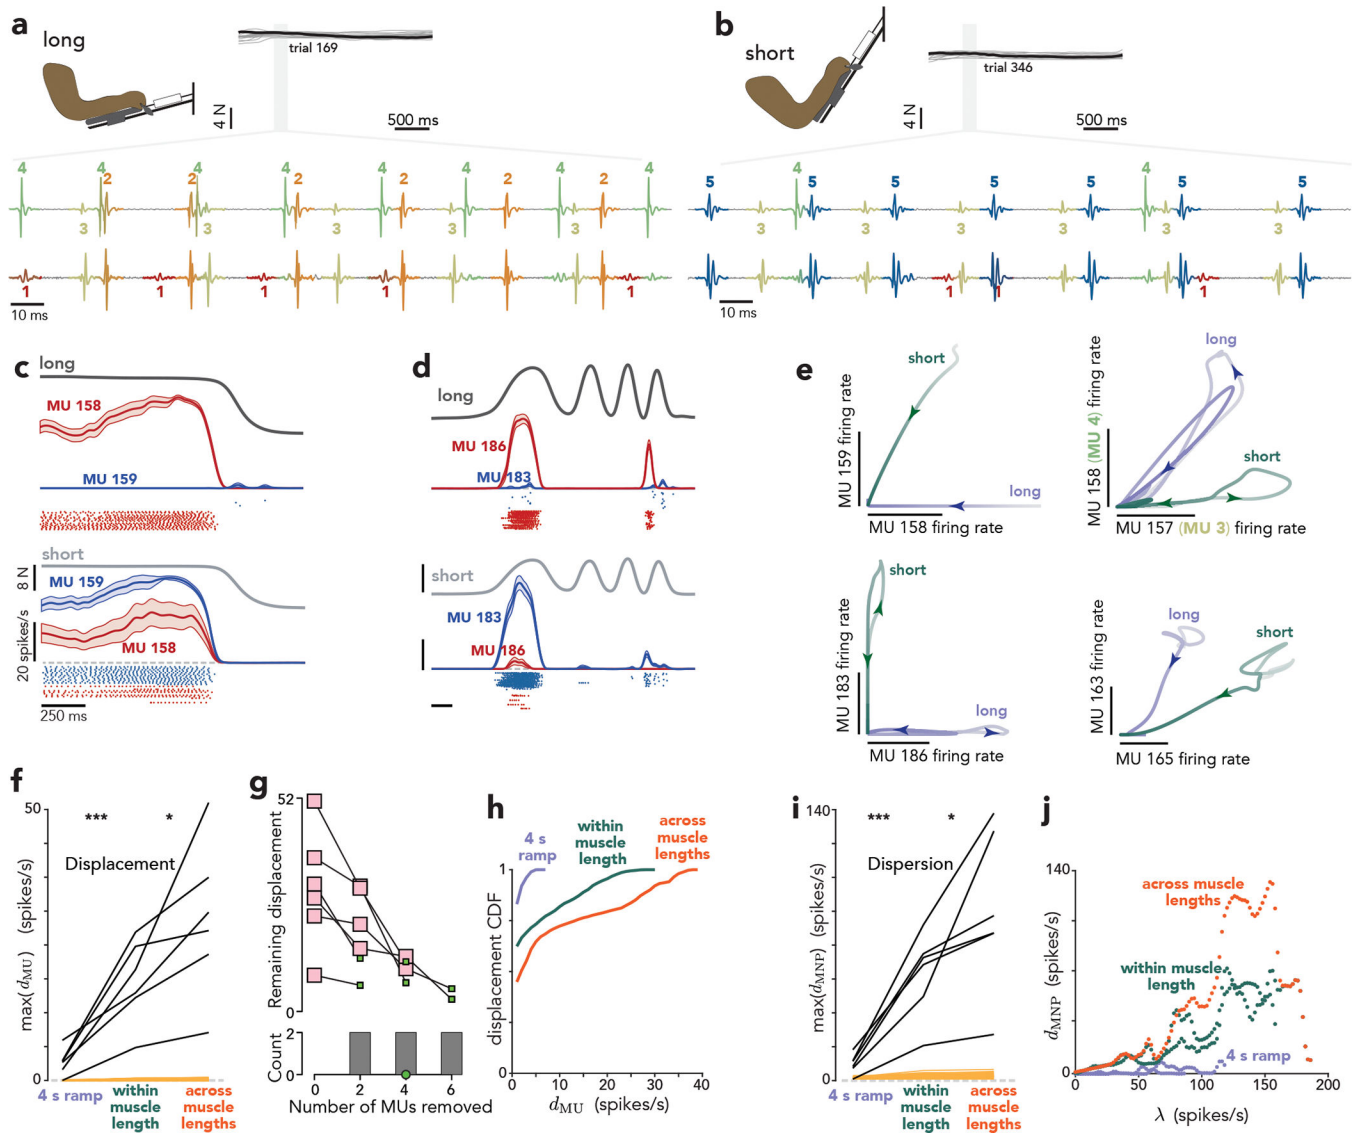 a
long
trial 169
4 N
500 ms
4 4 4 4 4 4 4 4
2 2 2 2 2 2
3 3 3 3 3
1 1 1 1 1
10 ms
b
short
trial 346
4 N
500 ms
5 4 5 5 5 5 4 5 5
3 3 3 3 3 3
1 1 1
10 ms
c
long
MU 158
MU 159
short
8 N
MU 159
20 spikes/s
MU 158
250 ms
d
long
MU 186
MU 183
short
MU 183
MU 186
e
short
long
MU 159 firing rate
MU 158 firing rate
long
short
MU 158 (MU 4) firing rate
MU 157 (MU 3) firing rate
short
long
MU 183 firing rate
MU 186 firing rate
long
short
MU 163 firing rate
MU 165 firing rate
f
50
*** *
Displacement
max(dMU) (spikes/s)
0
4 s ramp
within
muscle
length
across
muscle
lengths
g
52
Remaining displacement
0
2
Count
0
0 2 4 6
Number of MUs removed
h
4 s
ramp
within
muscle
length
across
muscle
lengths
1
displacement CDF
0
0 10 20 30 40
dMU (spikes/s)
i
140
*** *
Dispersion
max(dMNP) (spikes/s)
0
4 s ramp
within
muscle
length
across
muscle
lengths
j
140
across muscle
lengths
within muscle
length
4 s ramp
dMNP (spikes/s)
0
0 50 100 150 200
λ (spikes/s)